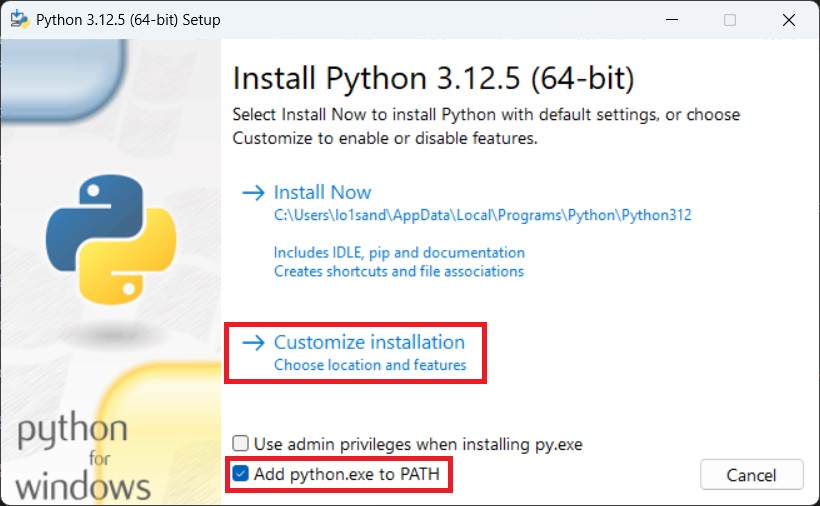 Python 3.12.5 (64-bit) Setup
Install Python 3.12.5 (64-bit)
Select Install Now to install Python with default settings, or choose
Customize to enable or disable features.
Install Now
C:\Users\lo1sand\AppData\Local\Programs\Python\Python312
Includes IDLE, pip and documentation
Creates shortcuts and file associations
Customize installation
Choose location and features
Use admin privileges when installing py.exe
Add python.exe to PATH
Cancel
python
for
windows